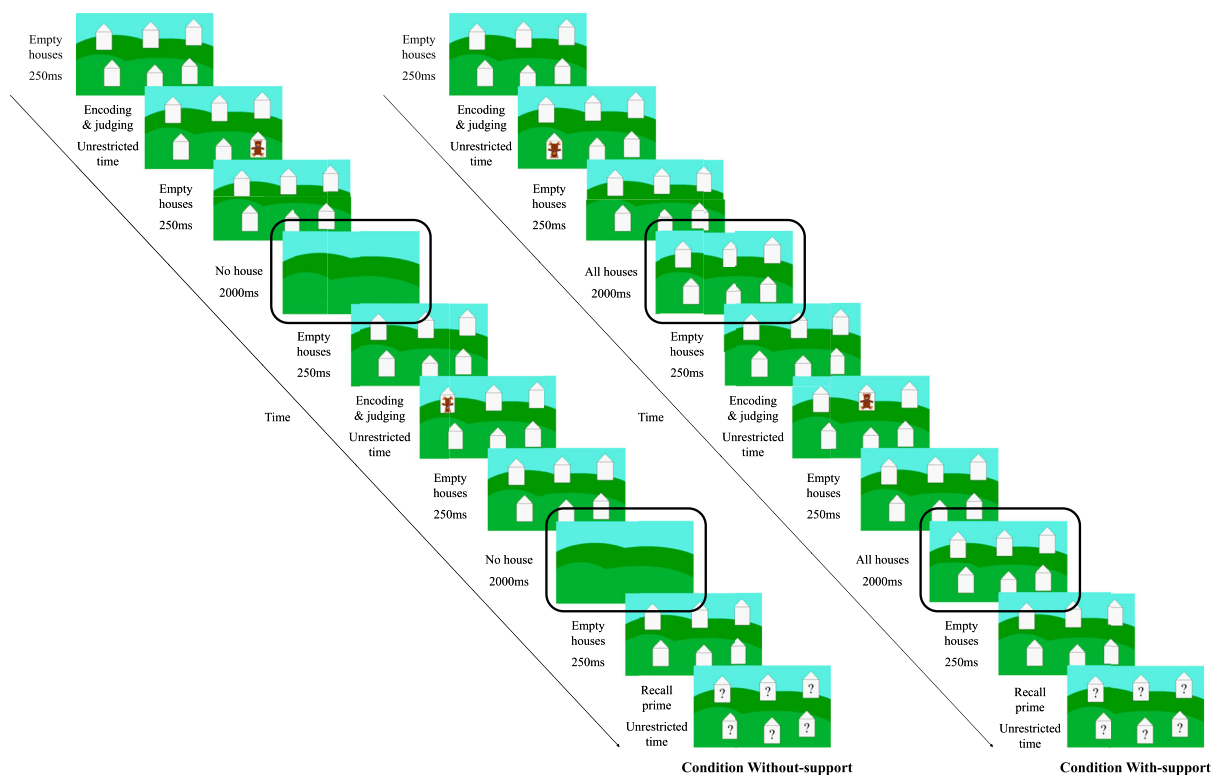 Empty
houses
250ms
Encoding
& judging
Unrestricted
time
Empty
houses
250ms
No house
2000ms
Empty
houses
250ms
Encoding
& judging
Unrestricted
time
Empty
houses
250ms
No house
2000ms
Empty
houses
250ms
Recall
prime
Unrestricted
time
? ? ?
? ? ?
Time
Condition Without-support
Empty
houses
250ms
Encoding
& judging
Unrestricted
time
Empty
houses
250ms
All houses
2000ms
Empty
houses
250ms
Encoding
& judging
Unrestricted
time
Empty
houses
250ms
All houses
2000ms
Empty
houses
250ms
Recall
prime
Unrestricted
time
? ? ?
? ? ?
Time
Condition With-support